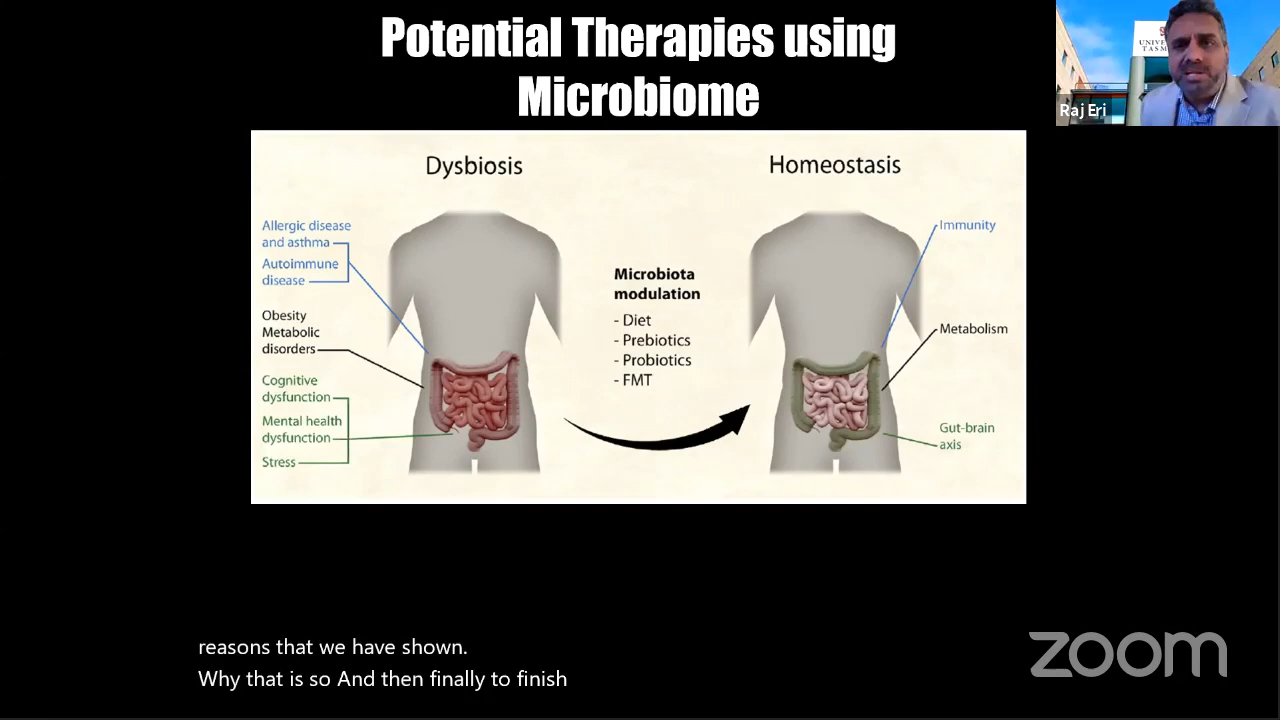 Potential Therapies using
Microbiome
Raj Eri
Dysbiosis
Allergic disease
and asthma
Autoimmune
disease
Obesity
Metabolic
disorders
Cognitive
dysfunction
Mental health
dysfunction
Stress
Microbiota
modulation
- Diet
- Prebiotics
- Probiotics
- FMT
Homeostasis
Immunity
Metabolism
Gut-brain
axis
reasons that we have shown.
Why that is so And then finally to finish
zoom